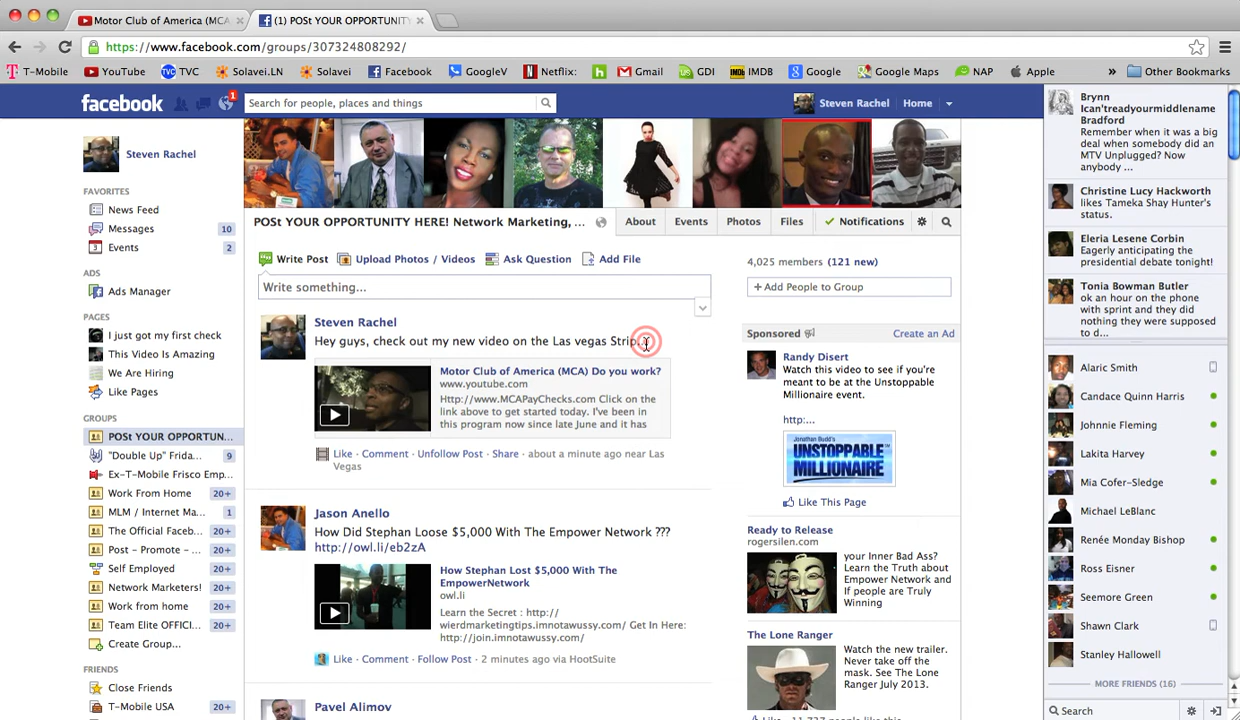 Motor Club of America (MCA
(1) POSt YOUR OPPORTUNITY
https://www.facebook.com/groups/307324808292/
T-Mobile
YouTube
TVC
Solavei.LN
Solavei
Facebook
GoogleV
Netflix:
Gmail
GDI
IMDB
Google
Google Maps
NAP
Apple
»
Other Bookmarks
facebook
1
Search for people, places and things
Steven Rachel
Home
Steven Rachel
FAVORITES
News Feed
Messages 10
Events 2
ADS
Ads Manager
PAGES
I just got my first check
This Video Is Amazing
We Are Hiring
Like Pages
GROUPS
POSt YOUR OPPORTUN...
"Double Up" Frida... 9
Ex-T-Mobile Frisco Emp...
Work From Home 20+
MLM / Internet Ma... 1
The Official Faceb... 20+
Post - Promote - ... 20+
Self Employed 20+
Network Marketers! 20+
Work from home 20+
Team Elite OFFICI... 20+
Create Group...
FRIENDS
Close Friends
T-Mobile USA 20+
POSt YOUR OPPORTUNITY HERE! Network Marketing, ...
About
Events
Photos
Files
Notifications
Write Post
Upload Photos / Videos
Ask Question
Add File
Write something...
Steven Rachel
Hey guys, check out my new video on the Las vegas Strip...
Motor Club of America (MCA) Do you work?
www.youtube.com
Http://www.MCAPayChecks.com Click on the
link above to get started today. I've been in
this program now since late June and it has
Like · Comment · Unfollow Post · Share · about a minute ago near Las
Vegas
Jason Anello
How Did Stephan Loose $5,000 With The Empower Network ???
http://owl.li/eb2zA
How Stephan Lost $5,000 With The
EmpowerNetwork
owl.li
Learn the Secret : http://
wierdmarketingtips.imnotawussy.com/ Get In Here:
http://join.imnotawussy.com/
Like · Comment · Follow Post · 2 minutes ago via HootSuite
Pavel Alimov
4,025 members (121 new)
+ Add People to Group
Sponsored
Create an Ad
Randy Disert
Watch this video to see if you're
meant to be at the Unstoppable
Millionaire event.
http:...
Jonathan Budd's
UNSTOPPABLE
MILLIONAIRE
Like This Page
Ready to Release
rogersilen.com
your Inner Bad Ass?
Learn the Truth about
Empower Network and
if People are Truly
Winning
The Lone Ranger
Watch the new trailer.
Never take off the
mask. See The Lone
Ranger July 2013.
Brynn
Ican'treadyourmiddlename
Bradford
Remember when it was a big
deal when somebody did an
MTV Unplugged? Now
anybody ...
Christine Lucy Hackworth
likes Tameka Shay Hunter's
status.
Eleria Lesene Corbin
Eagerly anticipating the
presidential debate tonight!
Tonia Bowman Butler
ok an hour on the phone
with sprint and they did
nothing they were
supposed to d...
Alaric Smith
Candace Quinn Harris
Johnnie Fleming
Lakita Harvey
Mia Cofer-Sledge
Michael LeBlanc
Renée Monday Bishop
Ross Eisner
Seemore Green
Shawn Clark
Stanley Hallowell
MORE FRIENDS (16)
Search